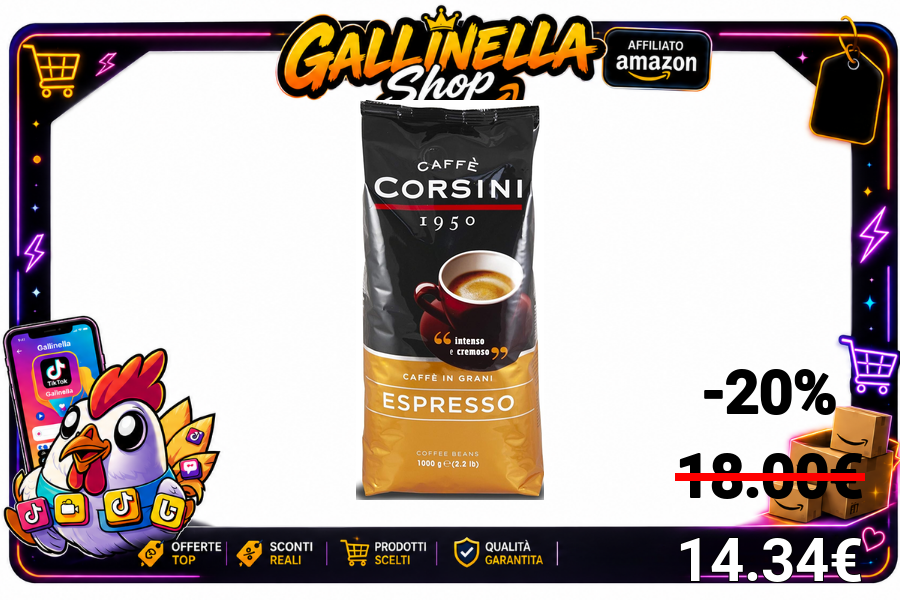 GALLINELLA
Shop
AFFILIATO
amazon
CAFFÈ
CORSINI
1950
“intenso
e cremoso”
CAFFÈ IN GRANI
ESPRESSO
COFFEE BEANS
1000 g ℮ (2.2 lb)
Gallinella
TikTok
Gallinella
-20%
18.00€
14.34€
OFFERTE
TOP
SCONTI
REALI
PRODOTTI
SCELTI
QUALITÀ
GARANTITA